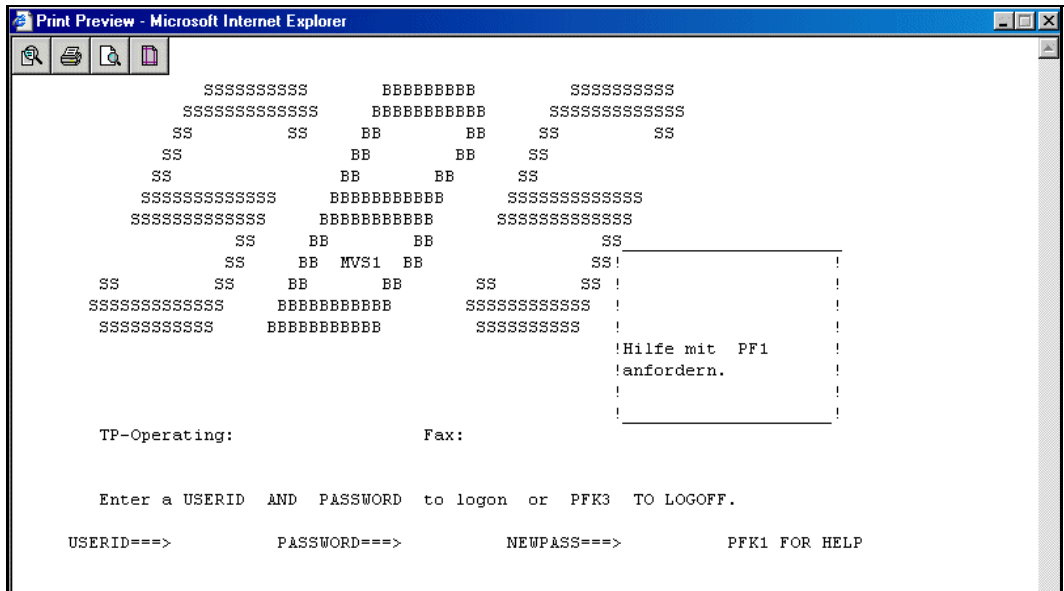 Print Preview - Microsoft Internet Explorer
SSSSSSSSSS BBBBBBBBB SSSSSSSSSS
SSSSSSSSSSSSS BBBBBBBBBBB SSSSSSSSSSSSS
SS SS BB BB SS SS
SS BB BB SS
SS BB BB SS
SSSSSSSSSSSSS BBBBBBBBBBB SSSSSSSSSSSSS
SSSSSSSSSSSSS BBBBBBBBBBB SSSSSSSSSSSSS
SS BB BB SS
SS BB MVS1 BB SS!                    !
SS SS BB BB SS SS ! !
SSSSSSSSSSSSS BBBBBBBBBBB SSSSSSSSSSSS ! !
SSSSSSSSSSS BBBBBBBBBBB SSSSSSSSSS ! !
!Hilfe mit PF1 !
!anfordern. !
! !
! !
TP-Operating: Fax:
Enter a USERID AND PASSWORD to logon or PFK3 TO LOGOFF.
USERID===> PASSWORD===> NEWPASS===> PFK1 FOR HELP